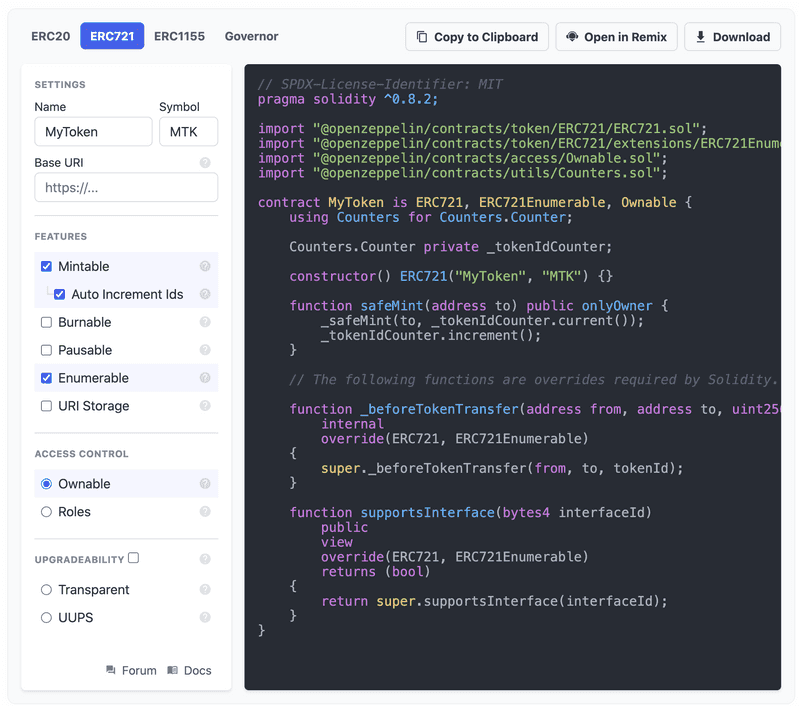 ERC20 ERC721 ERC1155 Governor Copy to Clipboard Open in Remix Download
SETTINGS
Name Symbol
MyToken MTK
Base URI
https://...
FEATURES
Mintable
Auto Increment Ids
Burnable
Pausable
Enumerable
URI Storage
ACCESS CONTROL
Ownable
Roles
UPGRADEABILITY
Transparent
UUPS
Forum Docs
// SPDX-License-Identifier: MIT
pragma solidity ^0.8.2;
import "@openzeppelin/contracts/token/ERC721/ERC721.sol";
import "@openzeppelin/contracts/token/ERC721/extensions/ERC721Enum
import "@openzeppelin/contracts/access/Ownable.sol";
import "@openzeppelin/contracts/utils/Counters.sol";
contract MyToken is ERC721, ERC721Enumerable, Ownable {
using Counters for Counters.Counter;
Counters.Counter private _tokenIdCounter;
constructor() ERC721("MyToken", "MTK") {}
function safeMint(address to) public onlyOwner {
_safeMint(to, _tokenIdCounter.current());
_tokenIdCounter.increment();
}
// The following functions are overrides required by Solidity.
function _beforeTokenTransfer(address from, address to, uint25
internal
override(ERC721, ERC721Enumerable)
{
super._beforeTokenTransfer(from, to, tokenId);
}
function supportsInterface(bytes4 interfaceId)
public
view
override(ERC721, ERC721Enumerable)
returns (bool)
{
return super.supportsInterface(interfaceId);
}
}